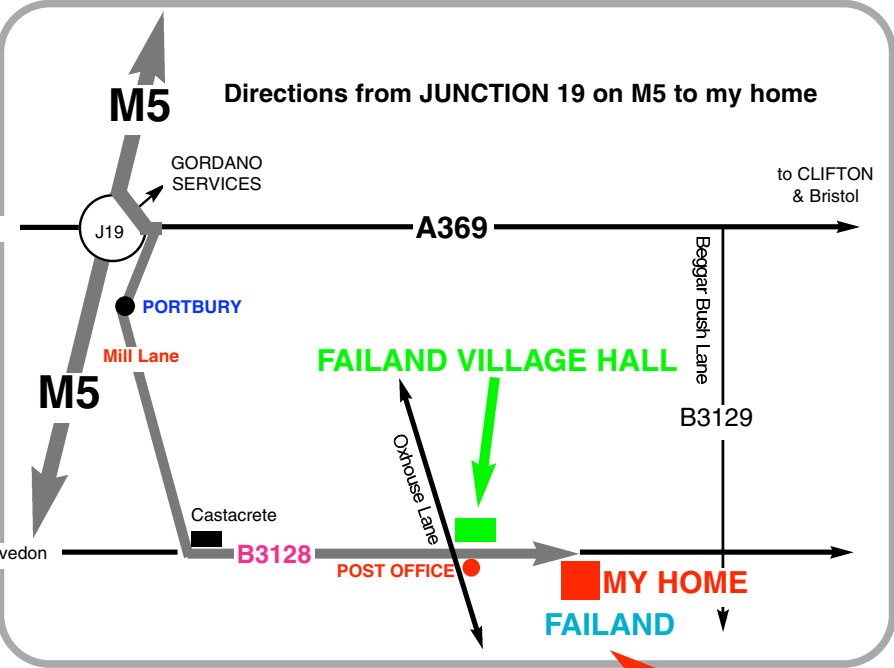 M5
Directions from JUNCTION 19 on M5 to my home
GORDANO
SERVICES
to CLIFTON
& Bristol
J19
A369
Beggar Bush Lane
PORTBURY
Mill Lane
FAILAND VILLAGE HALL
M5
B3129
Oxhouse Lane
Castacrete
vedon
B3128
POST OFFICE
MY HOME
FAILAND